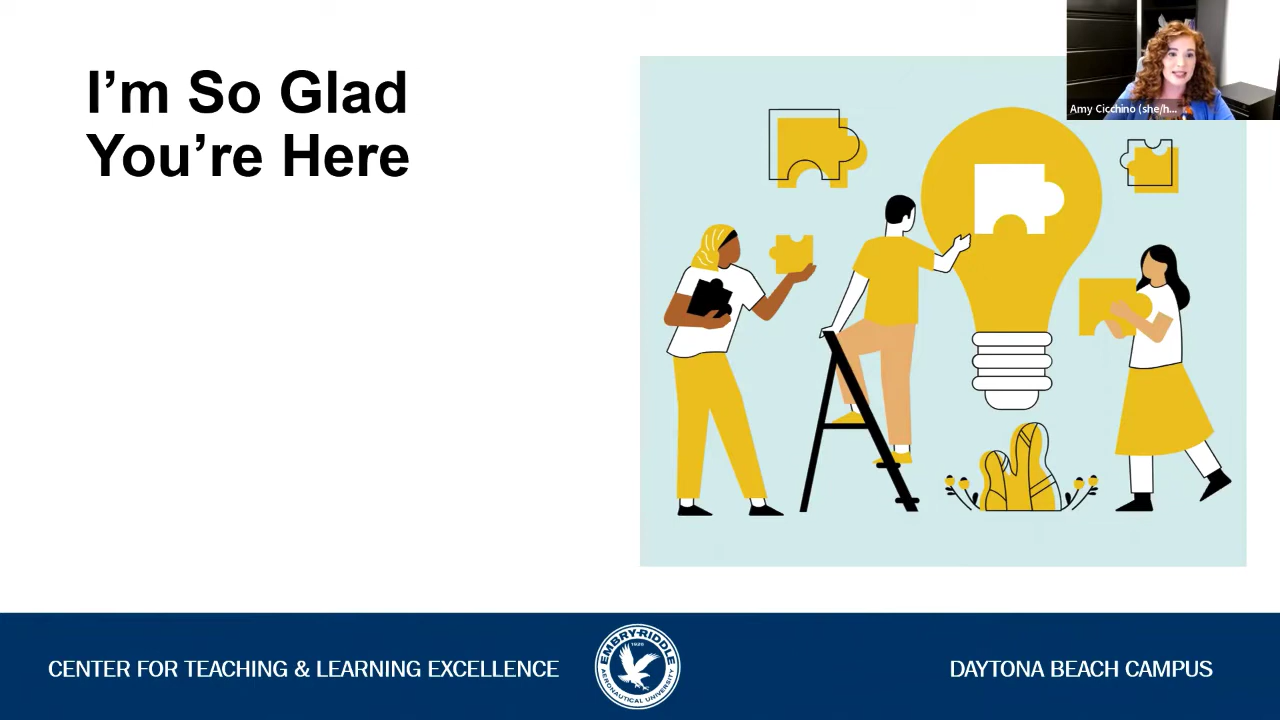 I'm So Glad
You're Here
Amy Cicchino (she/h...
CENTER FOR TEACHING & LEARNING EXCELLENCE
EMBRY-RIDDLE
1926
AERONAUTICAL UNIVERSITY
DAYTONA BEACH CAMPUS